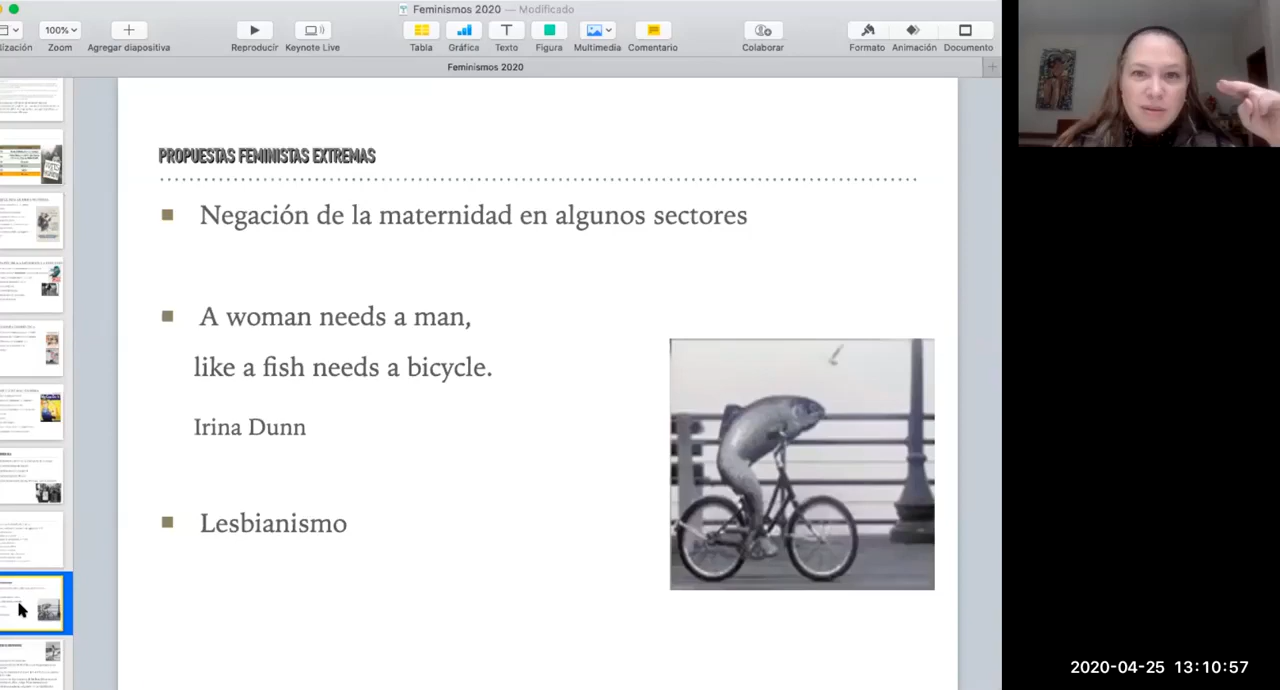 Feminismos 2020 — Modificado
100%
lización
Zoom
Agregar diapositiva
Reproducir
Keynote Live
Tabla
Gráfica
Texto
Figura
Multimedia
Comentario
Colaborar
Formato
Animación
Documento
Feminismos 2020
PROPUESTAS FEMINISTAS EXTREMAS
Negación de la maternidad en algunos sectores
A woman needs a man,
like a fish needs a bicycle.
Irina Dunn
Lesbianismo
2020-04-25 13:10:57